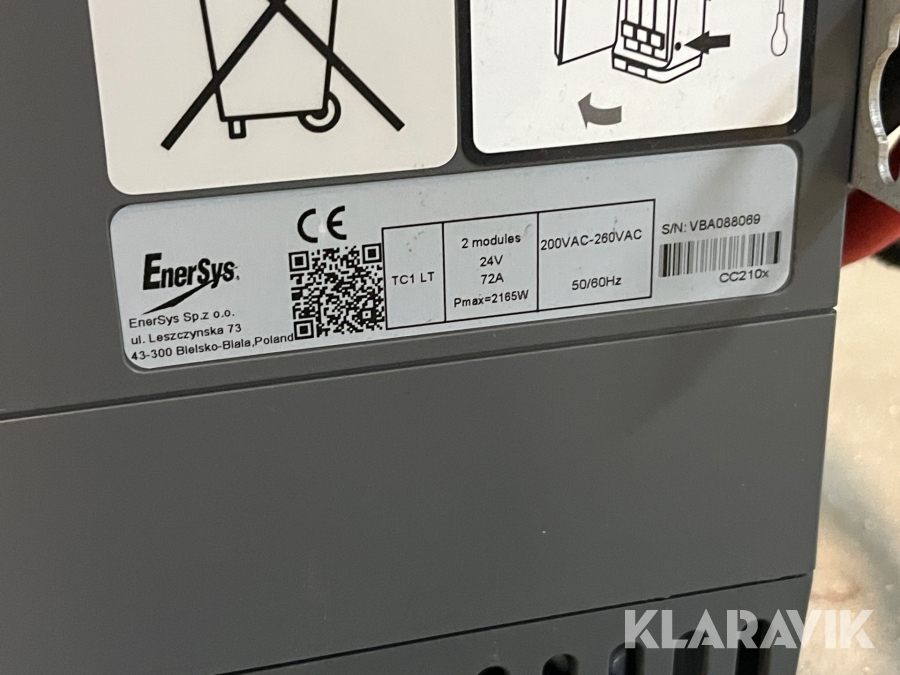 CE
EnerSys
EnerSys Sp.z o.o.
ul. Leszczynska 73
43-300 Bielsko-Biala,Poland
TC1 LT
2 modules
24V
72A
Pmax=2165W
200VAC-260VAC
50/60Hz
S/N: VBA088069
CC210x
KLARAVIK